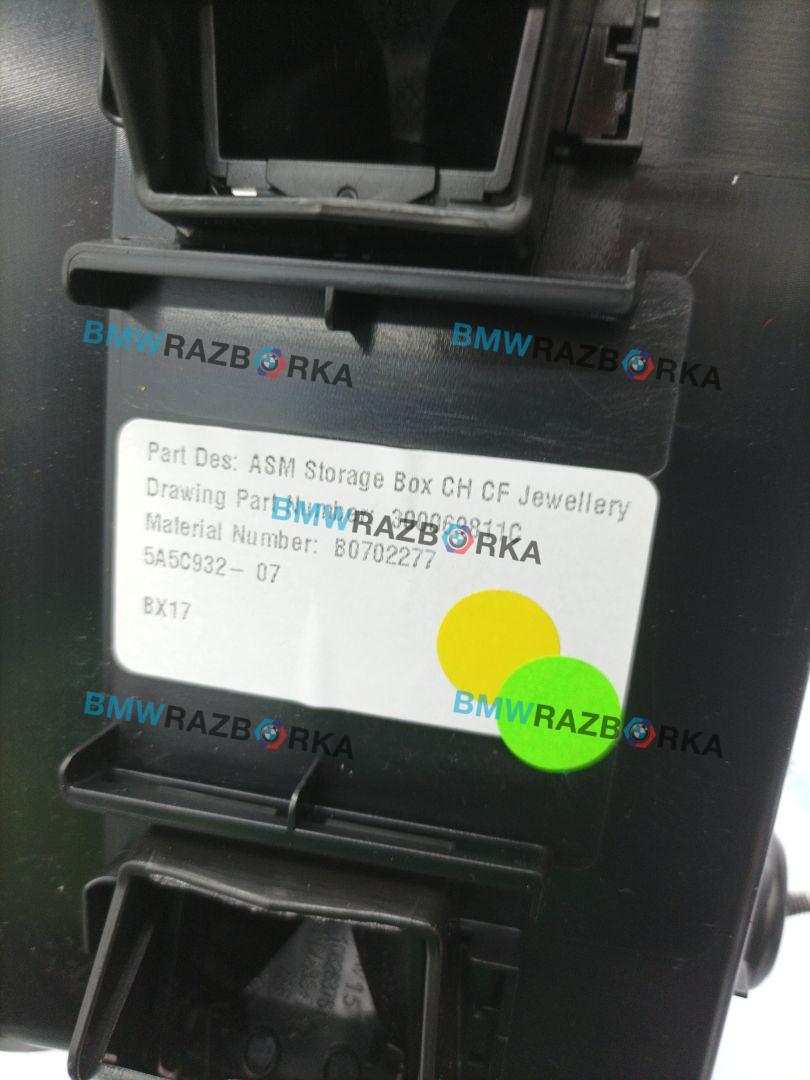 BMWRAZBORKA
BMWRAZBORKA
Part Des: ASM Storage Box CH CF Jewellery
Drawing Part Number:
BMWRAZBORKA
Material Number: B0702277
5A5C932- 07
BX17
BMWRAZBORKA
BMWRAZBORKA